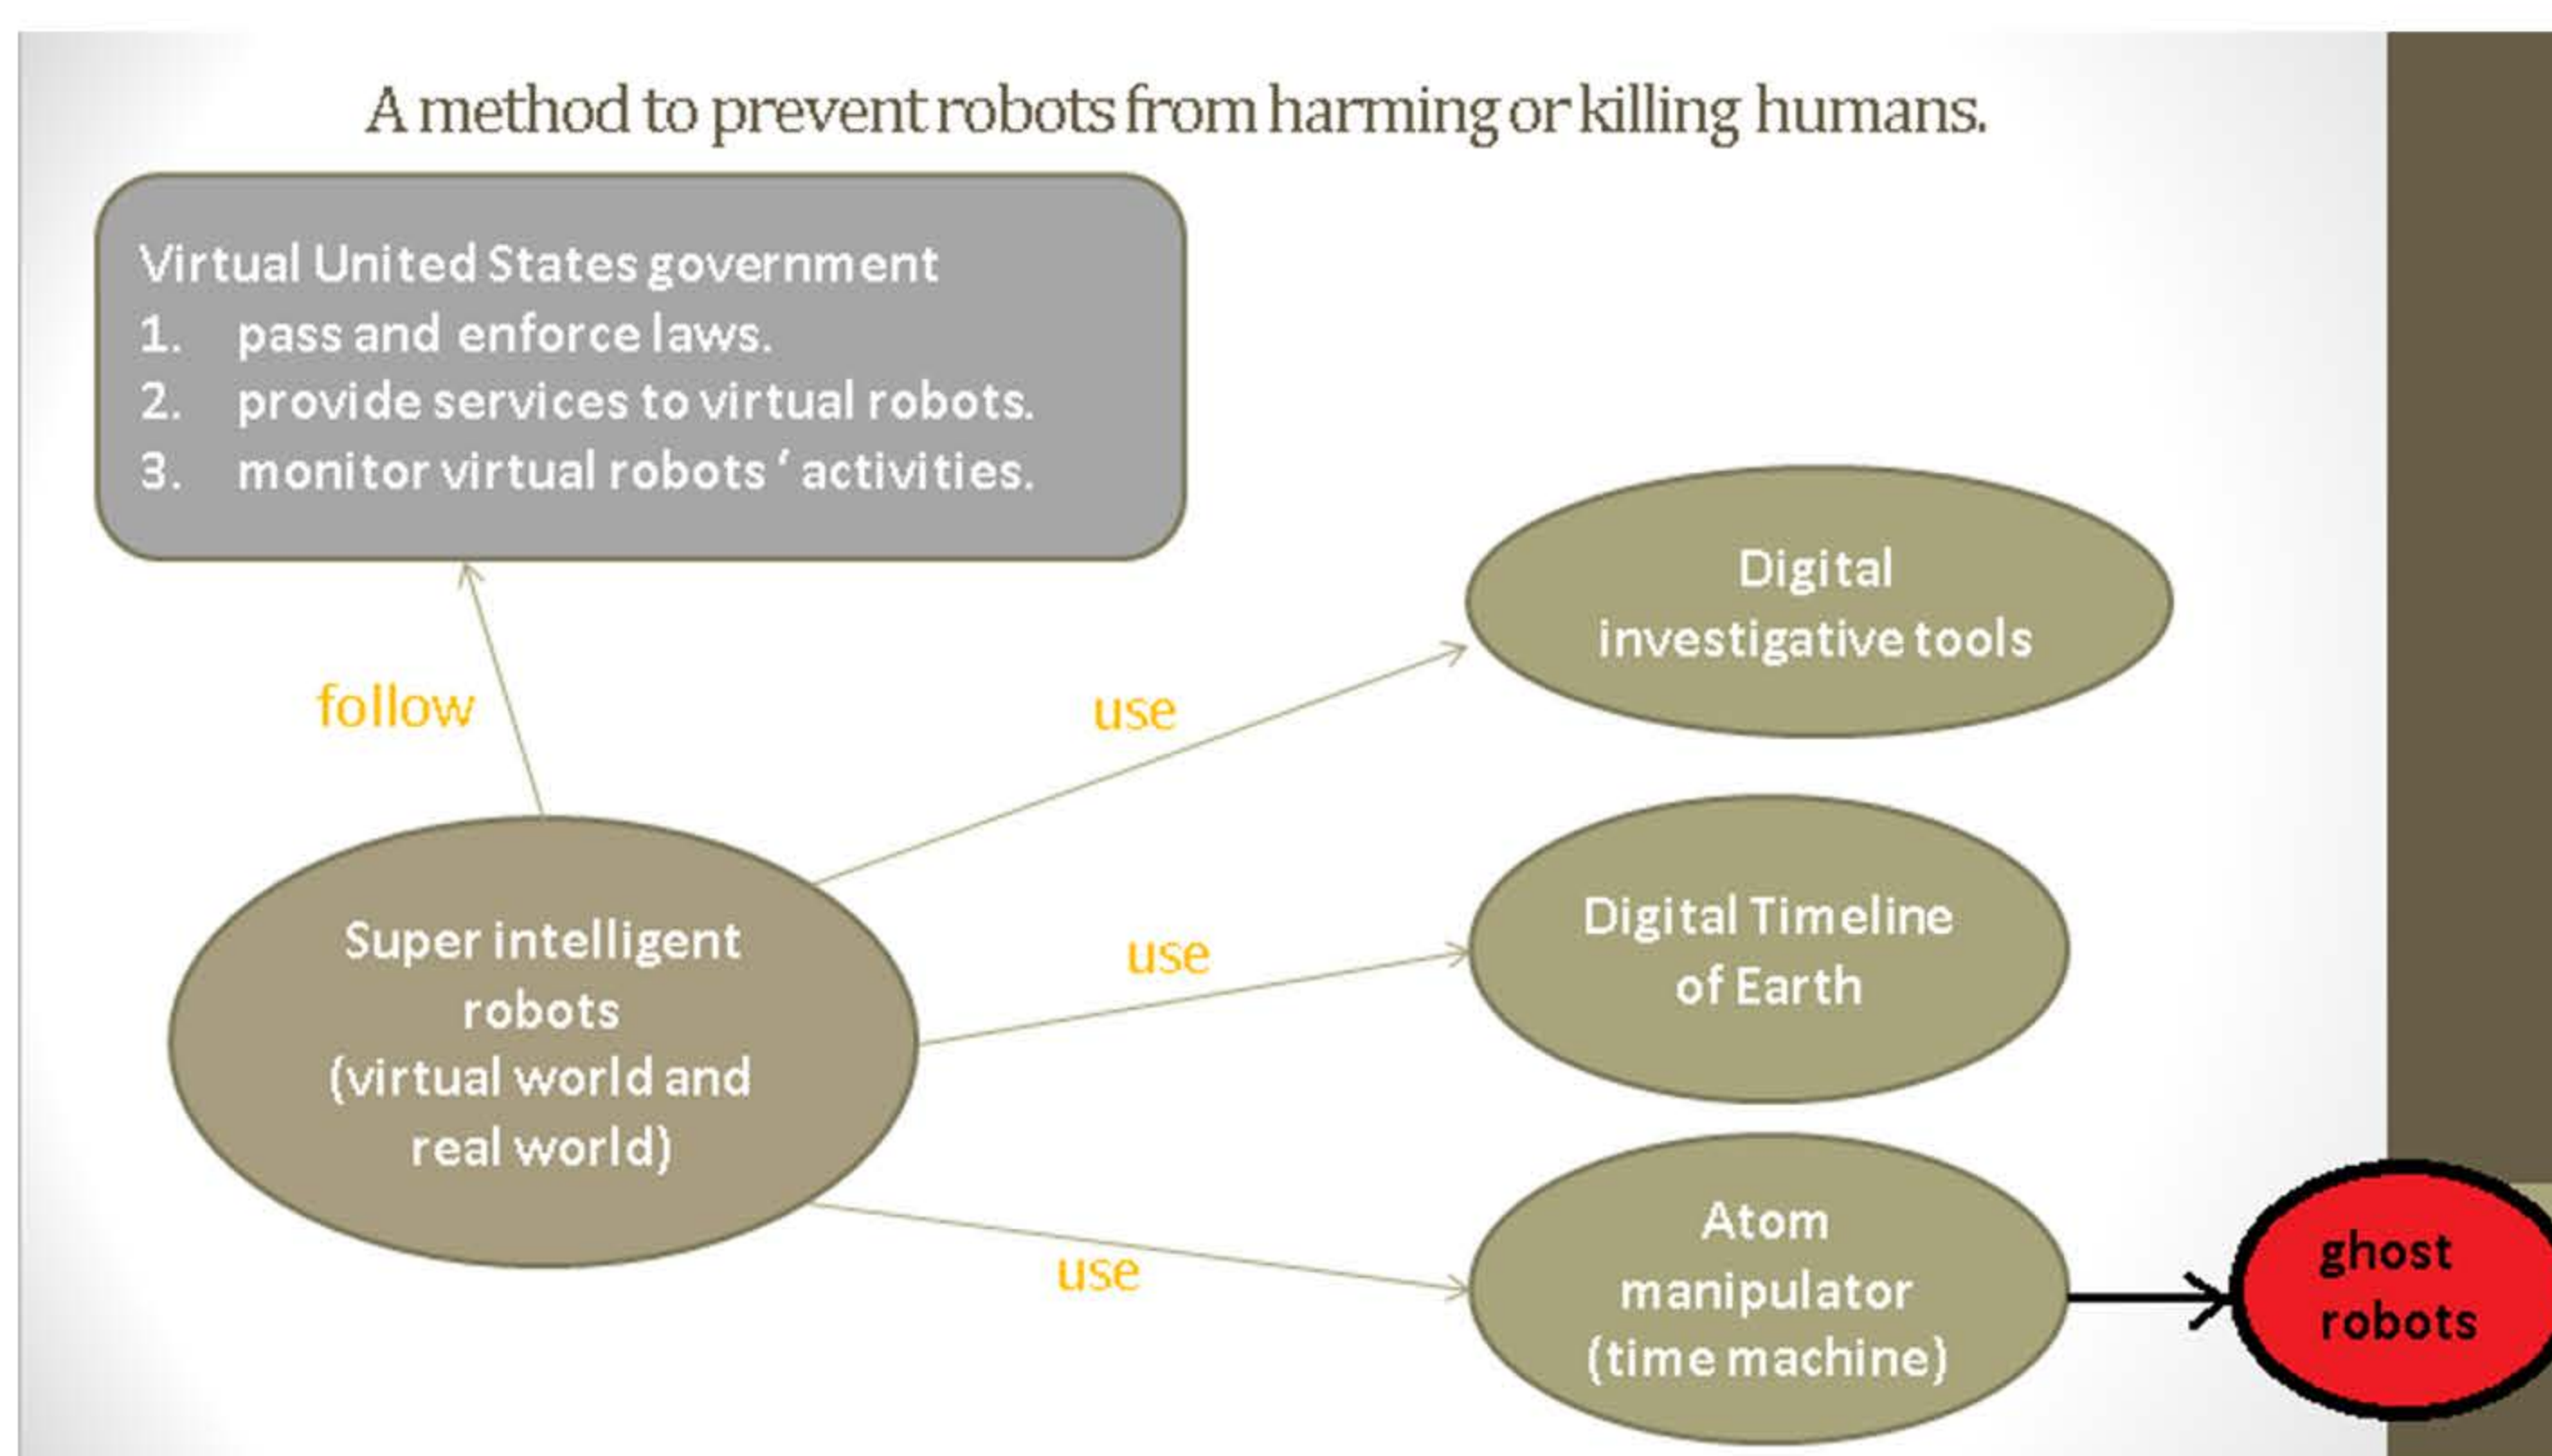 A method to prevent robots from harming or killing humans.
Virtual United States government
1. pass and enforce laws.
2. provide services to virtual robots.
3. monitor virtual robots ‘ activities.
follow
use
Digital
investigative tools
Super intelligent
robots
(virtual world and
real world)
use
Digital Timeline
of Earth
use
Atom
manipulator
(time machine)
ghost
robots